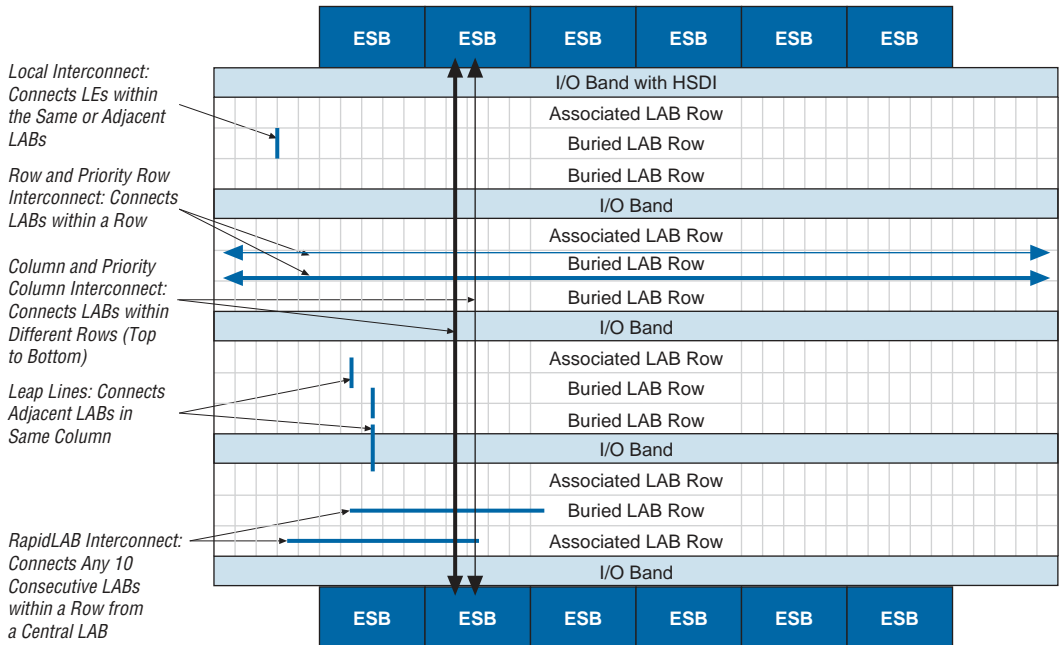 ESB ESB ESB ESB ESB ESB
Local Interconnect:
Connects LEs within
the Same or Adjacent
LABs
I/O Band with HSDI
Associated LAB Row
Buried LAB Row
Buried LAB Row
Row and Priority Row
Interconnect: Connects
LABs within a Row
I/O Band
Associated LAB Row
Buried LAB Row
Buried LAB Row
Column and Priority
Column Interconnect:
Connects LABs within
Different Rows (Top
to Bottom)
I/O Band
Associated LAB Row
Buried LAB Row
Buried LAB Row
Leap Lines: Connects
Adjacent LABs in
Same Column
I/O Band
Associated LAB Row
Buried LAB Row
Associated LAB Row
RapidLAB Interconnect:
Connects Any 10
Consecutive LABs
within a Row from
a Central LAB
I/O Band
ESB ESB ESB ESB ESB ESB